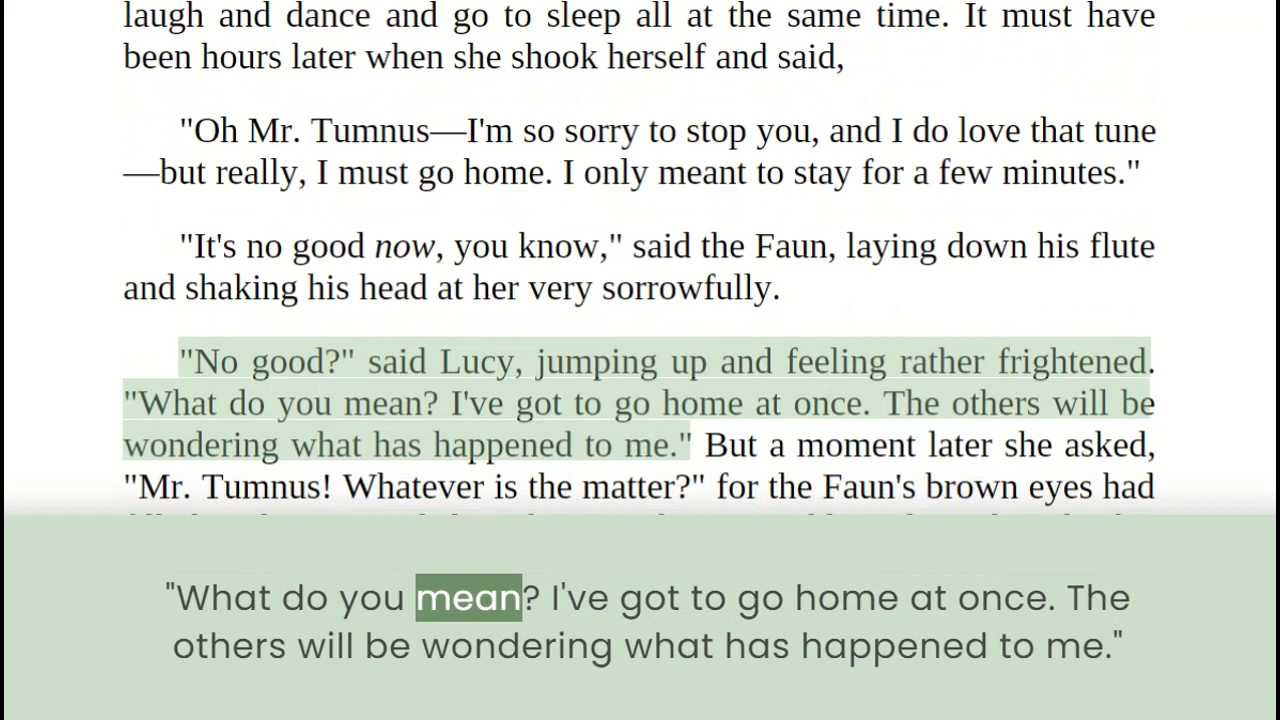 laugh and dance and go to sleep all at the same time. It must have
been hours later when she shook herself and said,
"Oh Mr. Tumnus—I'm so sorry to stop you, and I do love that tune
—but really, I must go home. I only meant to stay for a few minutes."
"It's no good now, you know," said the Faun, laying down his flute
and shaking his head at her very sorrowfully.
"No good?" said Lucy, jumping up and feeling rather frightened.
"What do you mean? I've got to go home at once. The others will be
wondering what has happened to me." But a moment later she asked,
"Mr. Tumnus! Whatever is the matter?" for the Faun's brown eyes had
"What do you mean? I've got to go home at once. The
others will be wondering what has happened to me."